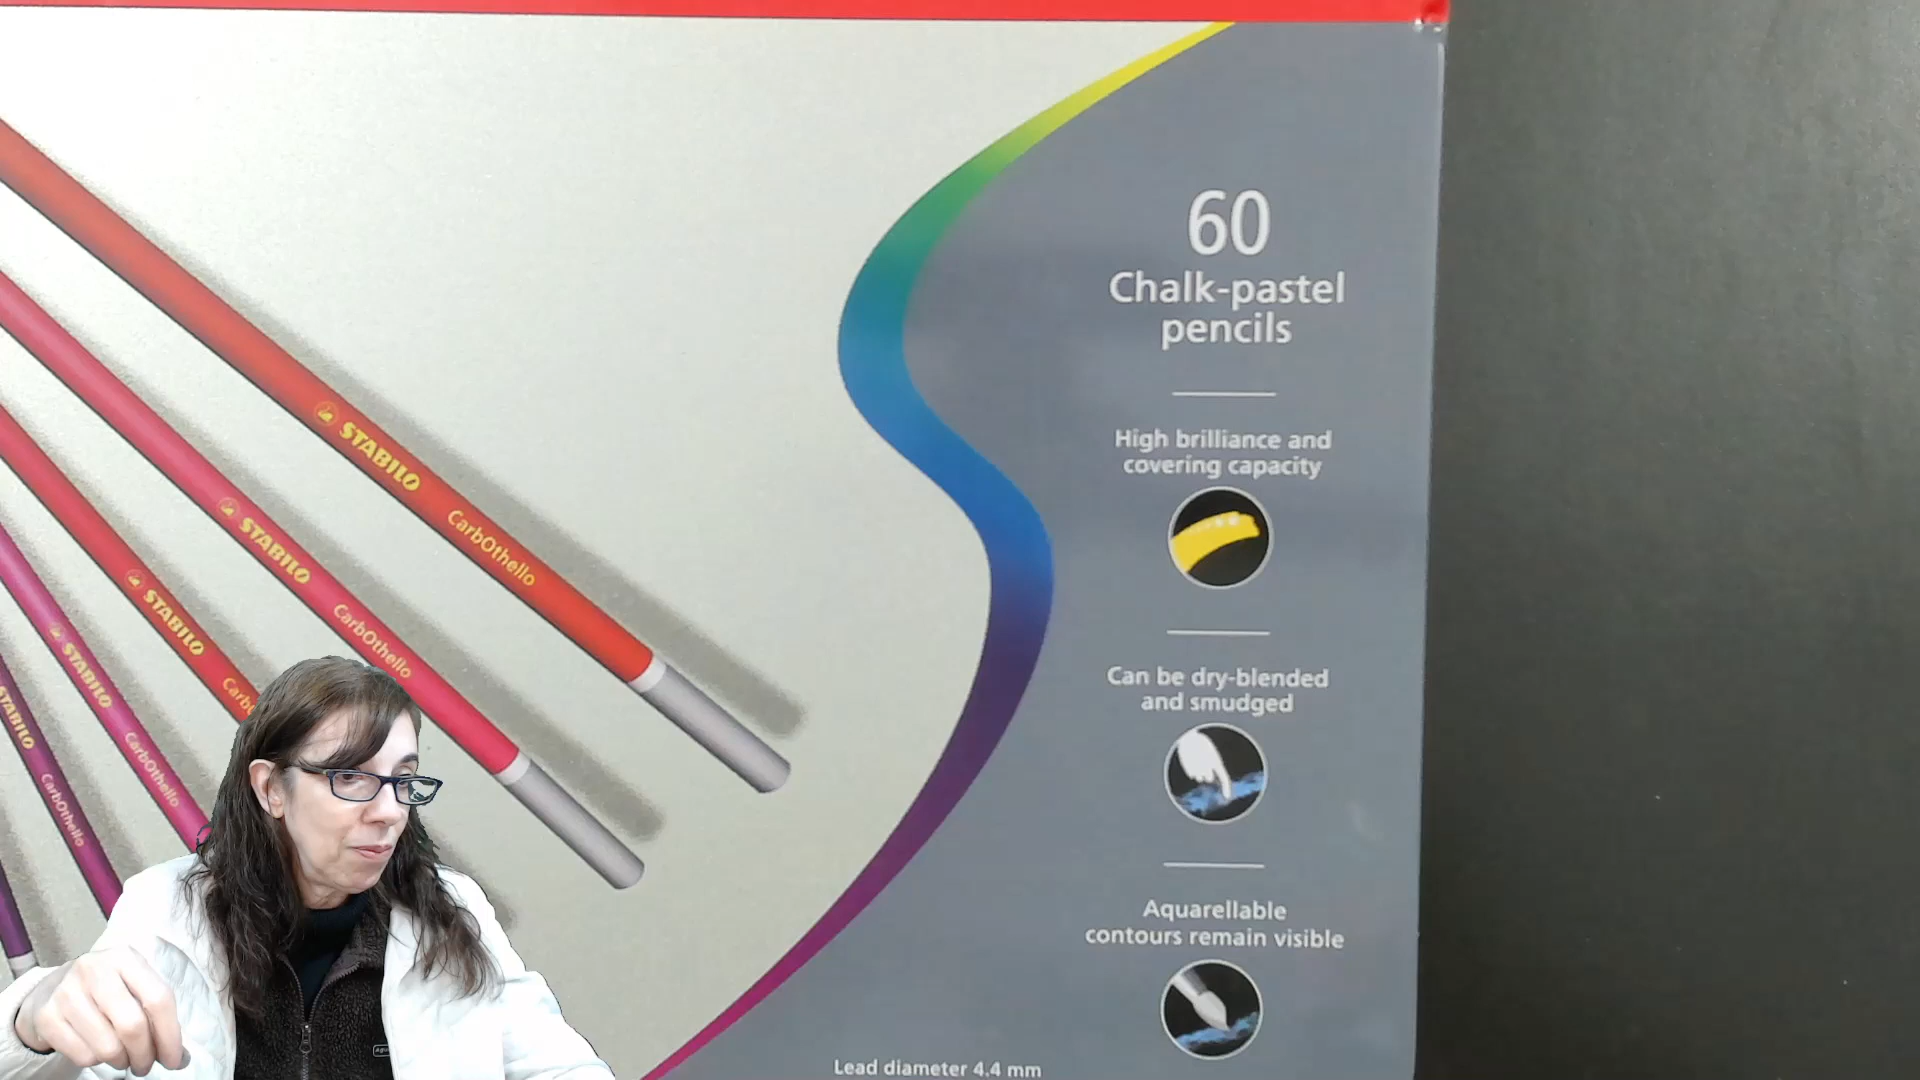 60
Chalk-pastel
pencils
High brilliance and
covering capacity
Can be dry-blended
and smudged
Aquarellable
contours remain visible
Lead diameter 4.4 mm
STABILO CarbOthello
STABILO CarbOthello
STABILO
STABILO CarbOthello
STABILO CarbOthello